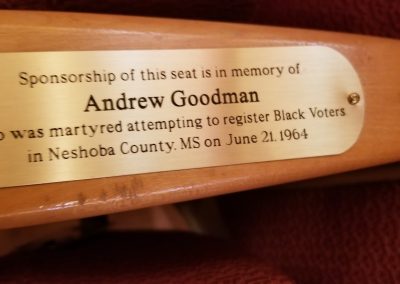 Sponsorship of this seat is in memory of
Andrew Goodman
o was martyred attempting to register Black Voters
in Neshoba County, MS on June 21, 1964